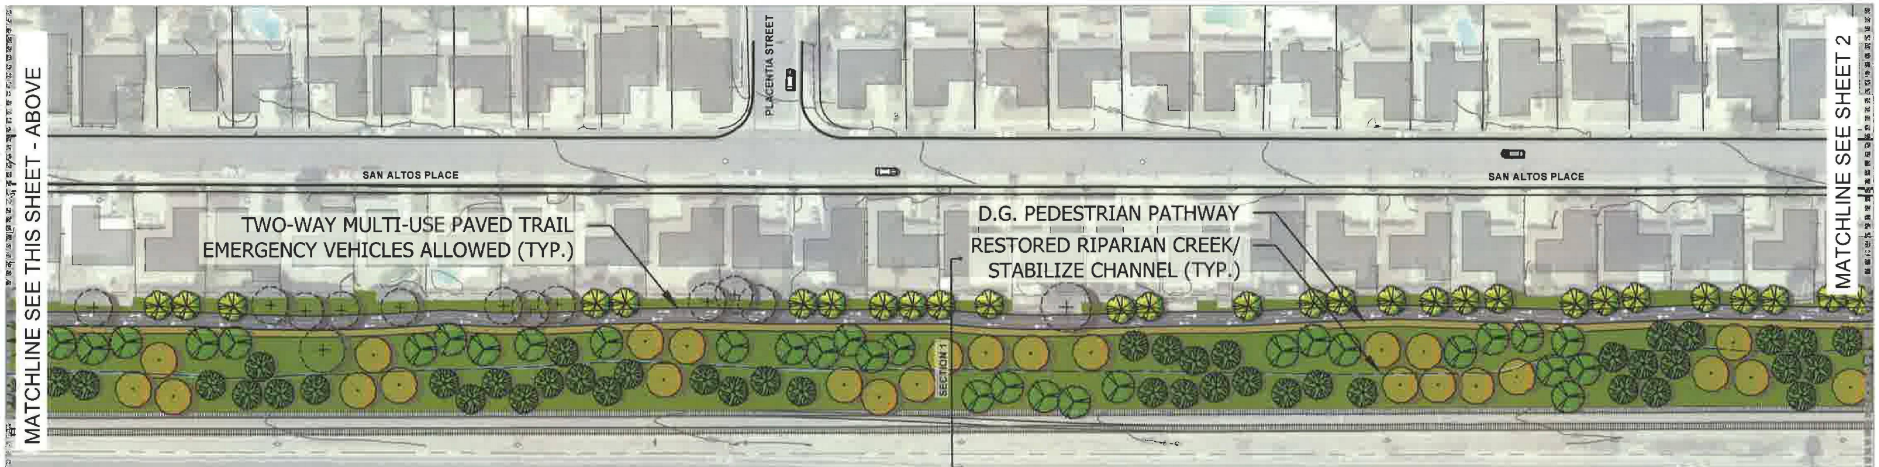 MATCHLINE SEE THIS SHEET - ABOVE
PLACENTIA STREET
SAN ALTOS PLACE
SAN ALTOS PLACE
TWO-WAY MULTI-USE PAVED TRAIL
EMERGENCY VEHICLES ALLOWED (TYP.)
D.G. PEDESTRIAN PATHWAY
RESTORED RIPARIAN CREEK/
STABILIZE CHANNEL (TYP.)
SECTION 1
MATCHLINE SEE SHEET 2